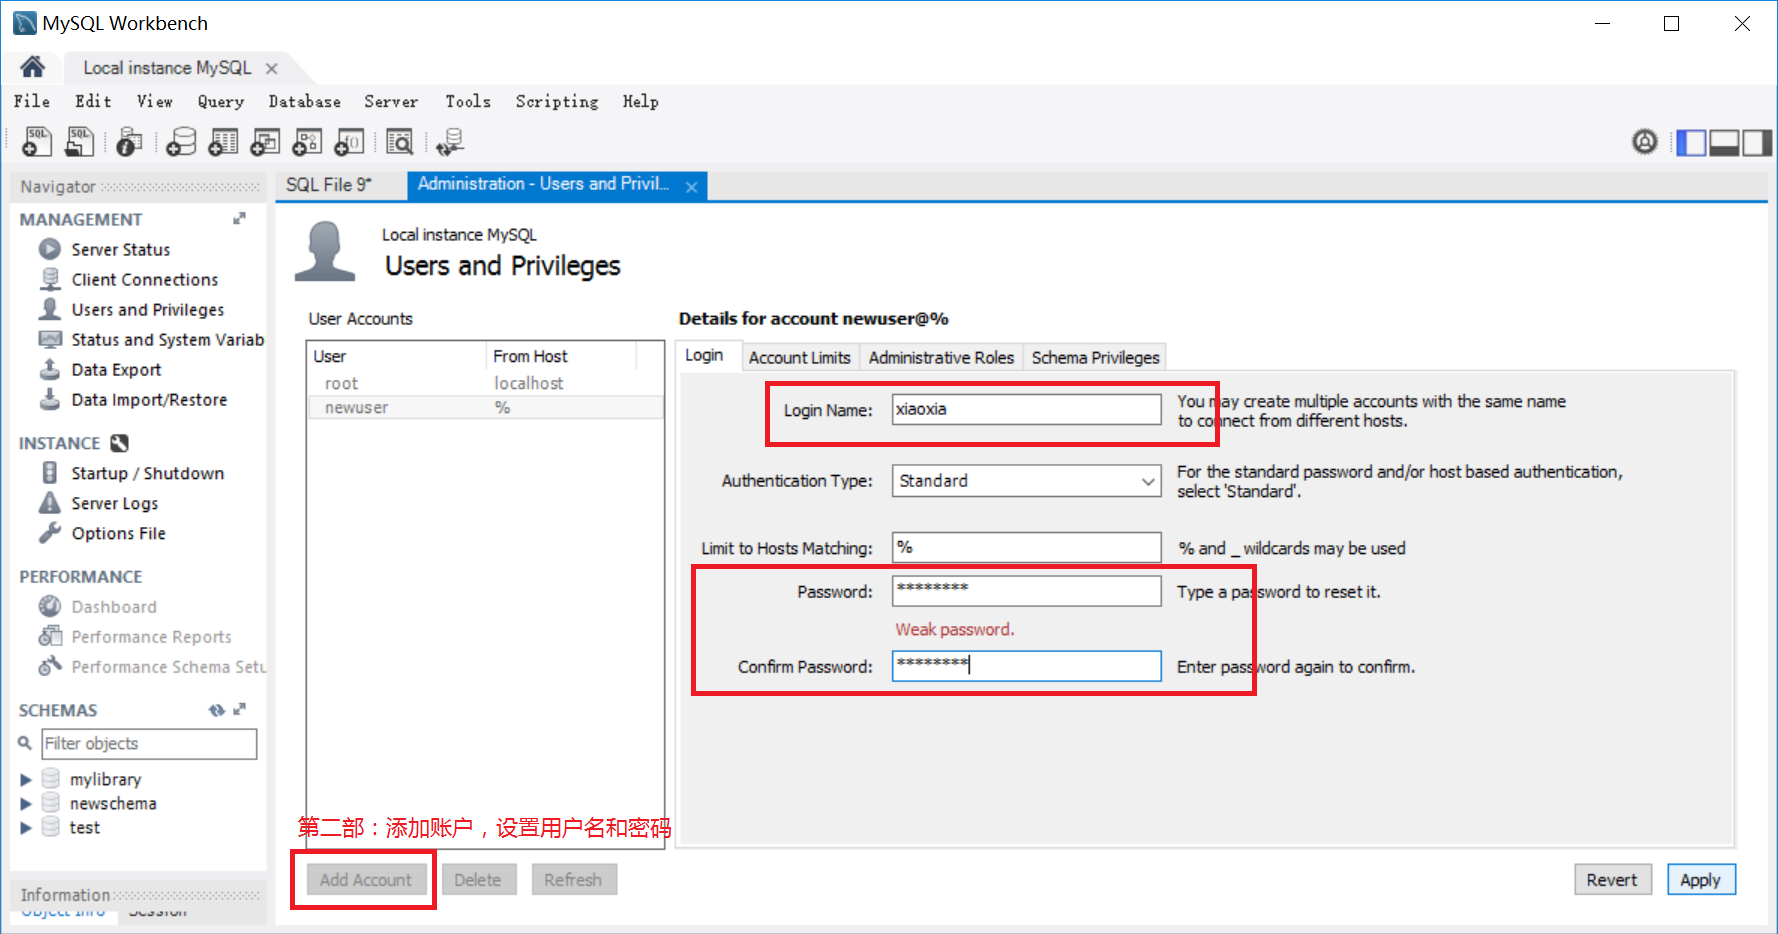 MySQL Workbench
Local instance MySQL
File Edit View Query Database Server Tools Scripting Help
Navigator
MANAGEMENT
Server Status
Client Connections
Users and Privileges
Status and System Variab
Data Export
Data Import/Restore
INSTANCE
Startup / Shutdown
Server Logs
Options File
PERFORMANCE
Dashboard
Performance Reports
Performance Schema Setu
SCHEMAS
Filter objects
mylibrary
newschema
test
Information
Object Info Session
SQL File 9*
Administration - Users and Privil...
Local instance MySQL
Users and Privileges
User Accounts
User From Host
root localhost
newuser %
第二部：添加账户，设置用户名和密码
Add Account Delete Refresh
Details for account newuser@%
Login Account Limits Administrative Roles Schema Privileges
Login Name: xiaoxia
You may create multiple accounts with the same name
to connect from different hosts.
Authentication Type: Standard
For the standard password and/or host based authentication,
select 'Standard'.
Limit to Hosts Matching: % % and _ wildcards may be used
Password: ******** Type a password to reset it.
Weak password.
Confirm Password: ******** Enter password again to confirm.
Revert Apply